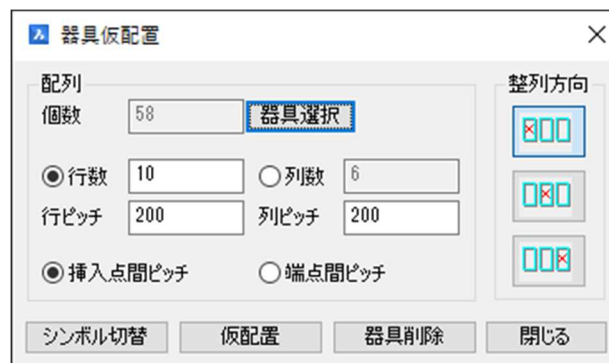 器具仮配置
配列
個数 58 器具選択
行数 10 列数 6
行ピッチ 200 列ピッチ 200
挿入点間ピッチ 端点間ピッチ
整列方向
シンボル切替 仮配置 器具削除 閉じる